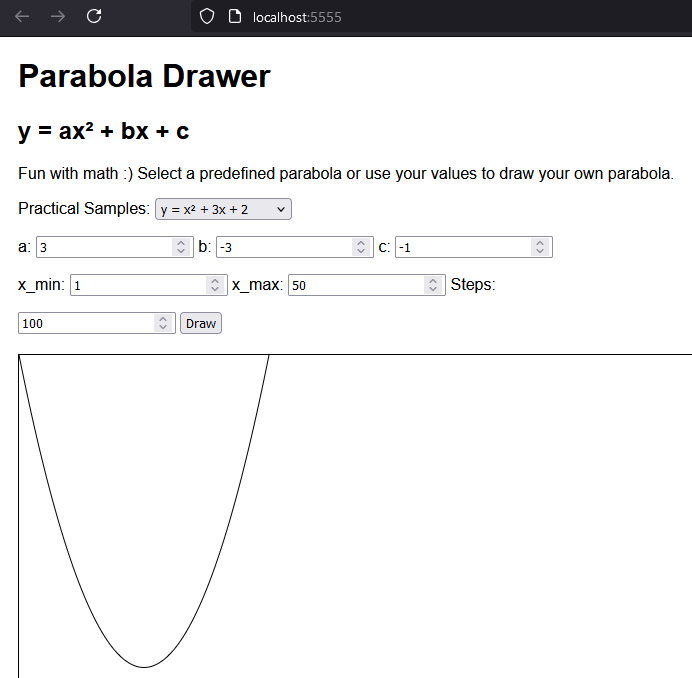 localhost:5555
Parabola Drawer
y = ax² + bx + c
Fun with math :) Select a predefined parabola or use your values to draw your own parabola.
Practical Samples: y = x² + 3x + 2
a: 3 b: -3 c: -1
x_min: 1 x_max: 50 Steps:
100 Draw